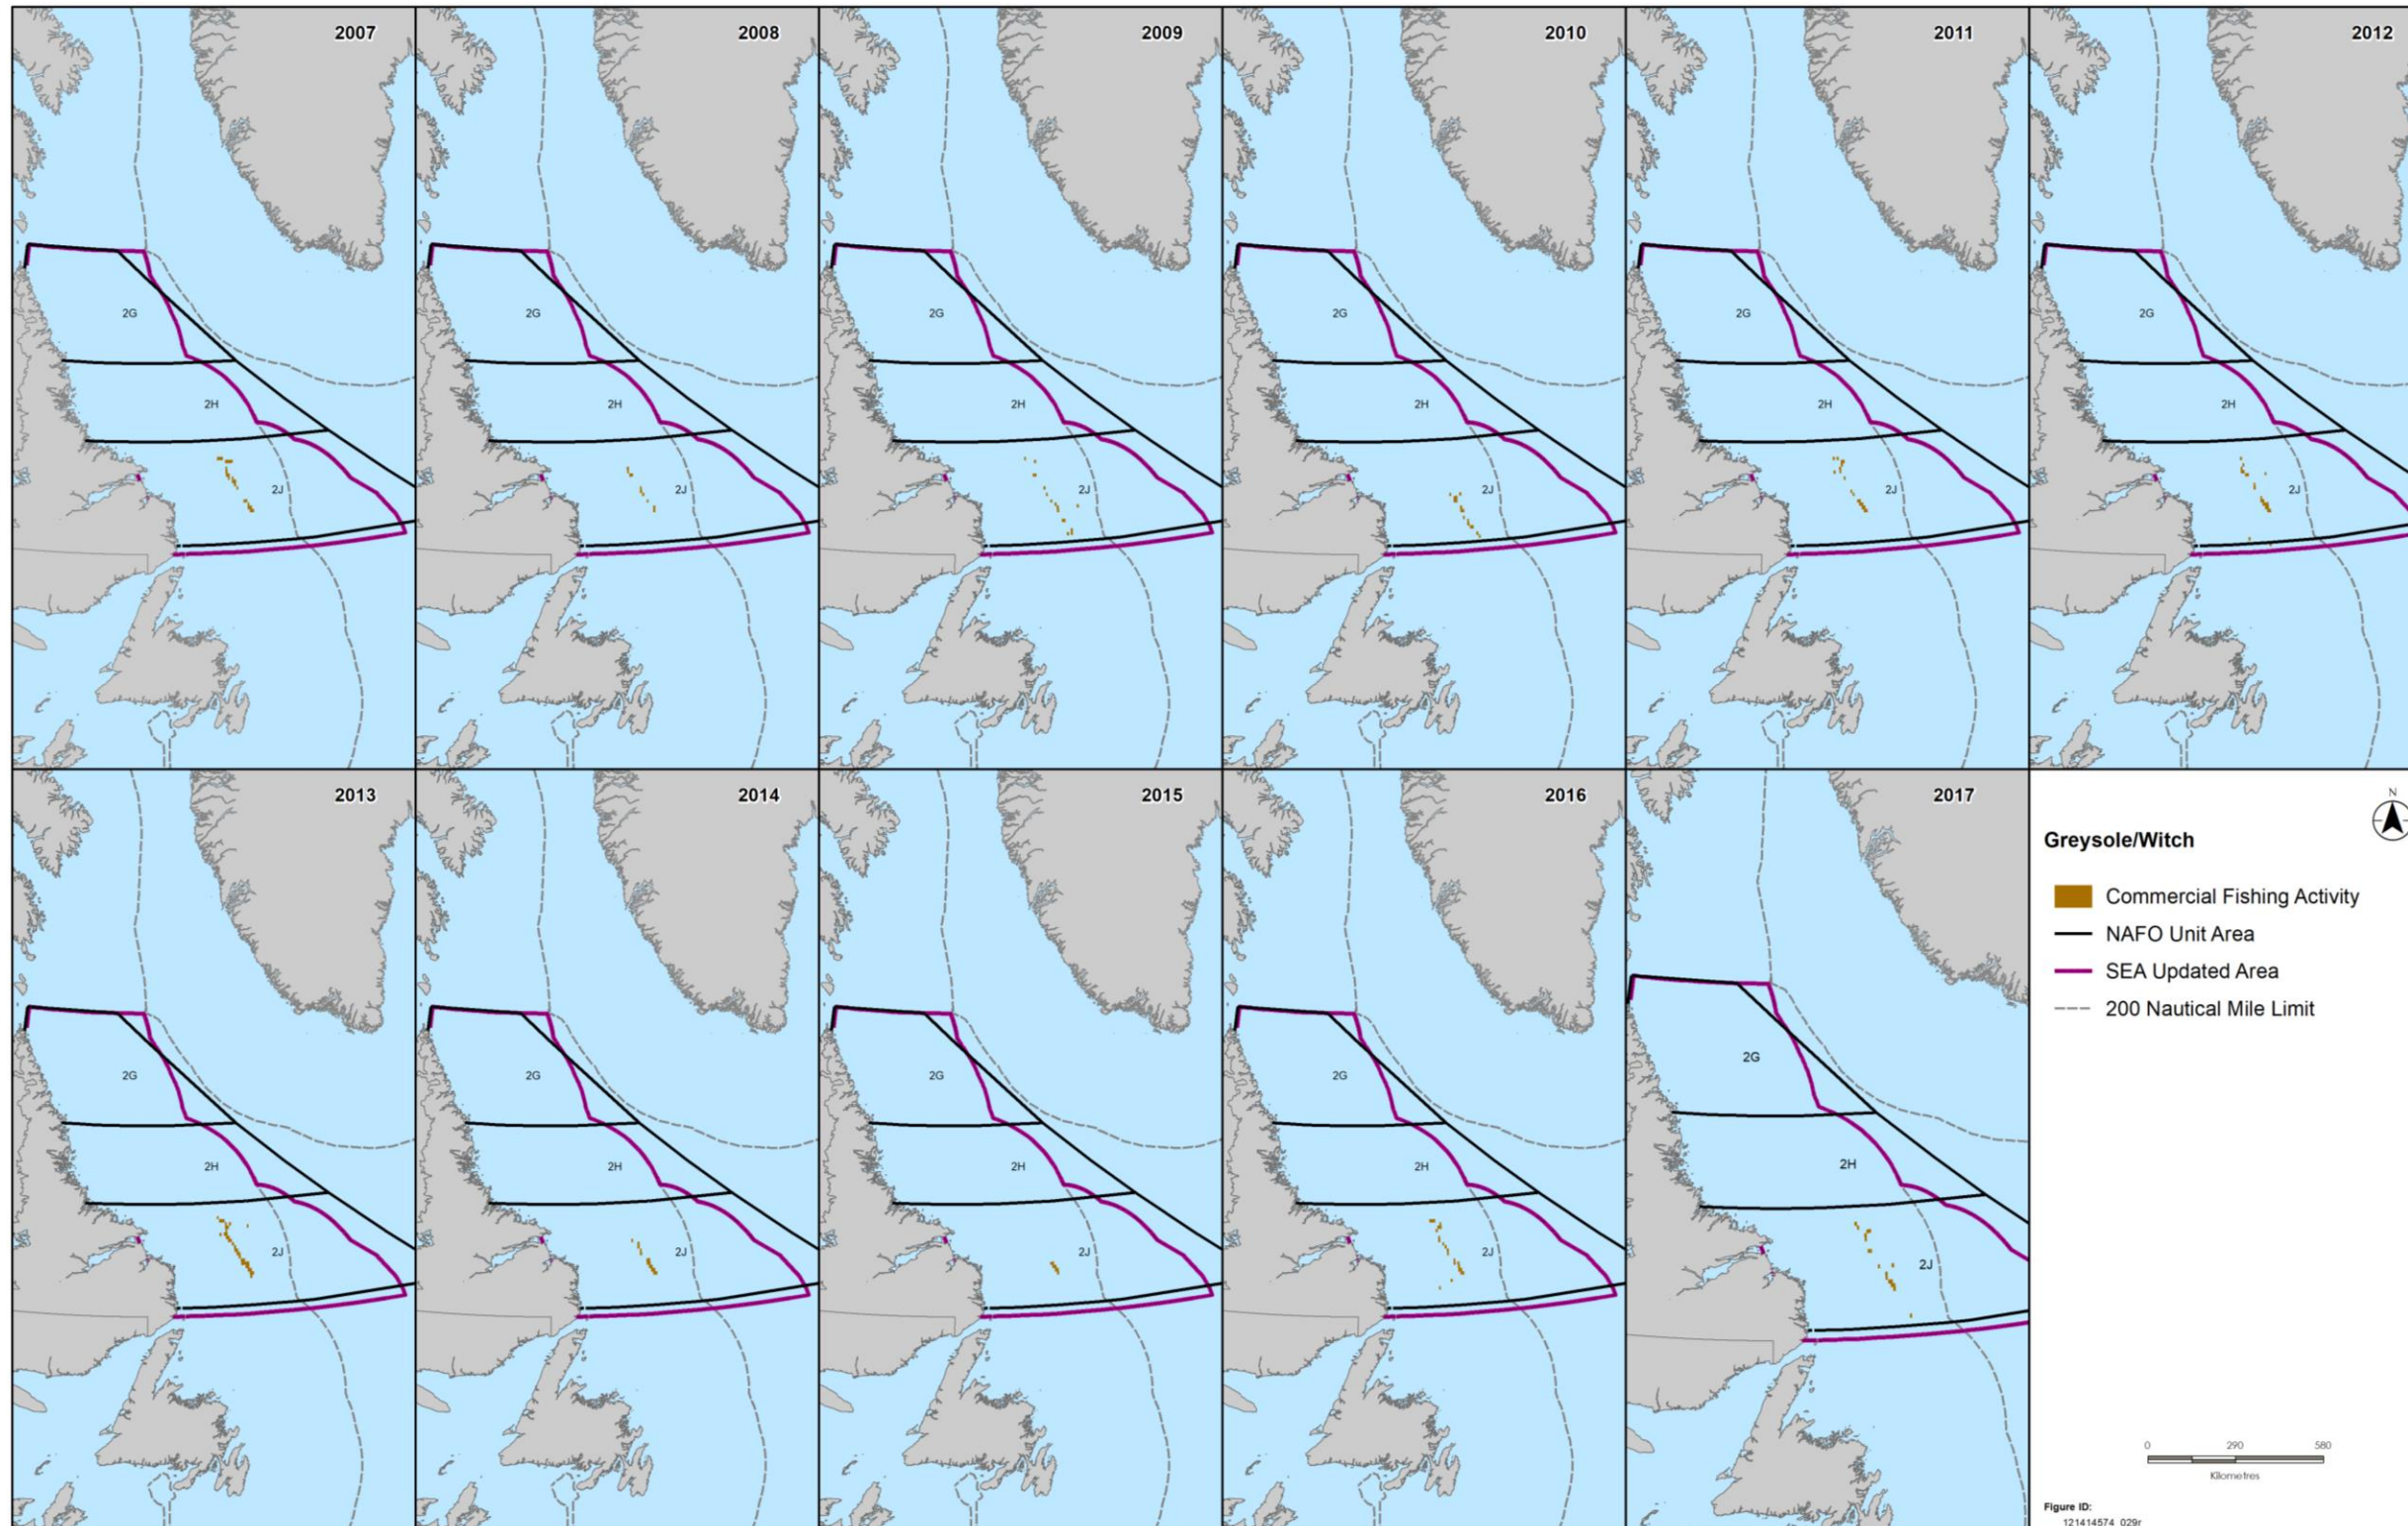 2007
2G
2H
2J
2008
2G
2H
2J
2009
2G
2H
2J
2010
2G
2H
2J
2011
2G
2H
2J
2012
2G
2H
2J
2013
2G
2H
2J
2014
2G
2H
2J
2015
2G
2H
2J
2016
2G
2H
2J
2017
2G
2H
2J
N
Greysole/Witch
Commercial Fishing Activity
NAFO Unit Area
SEA Updated Area
200 Nautical Mile Limit
0 290 580
Kilometres
Figure ID:
121414574_029r